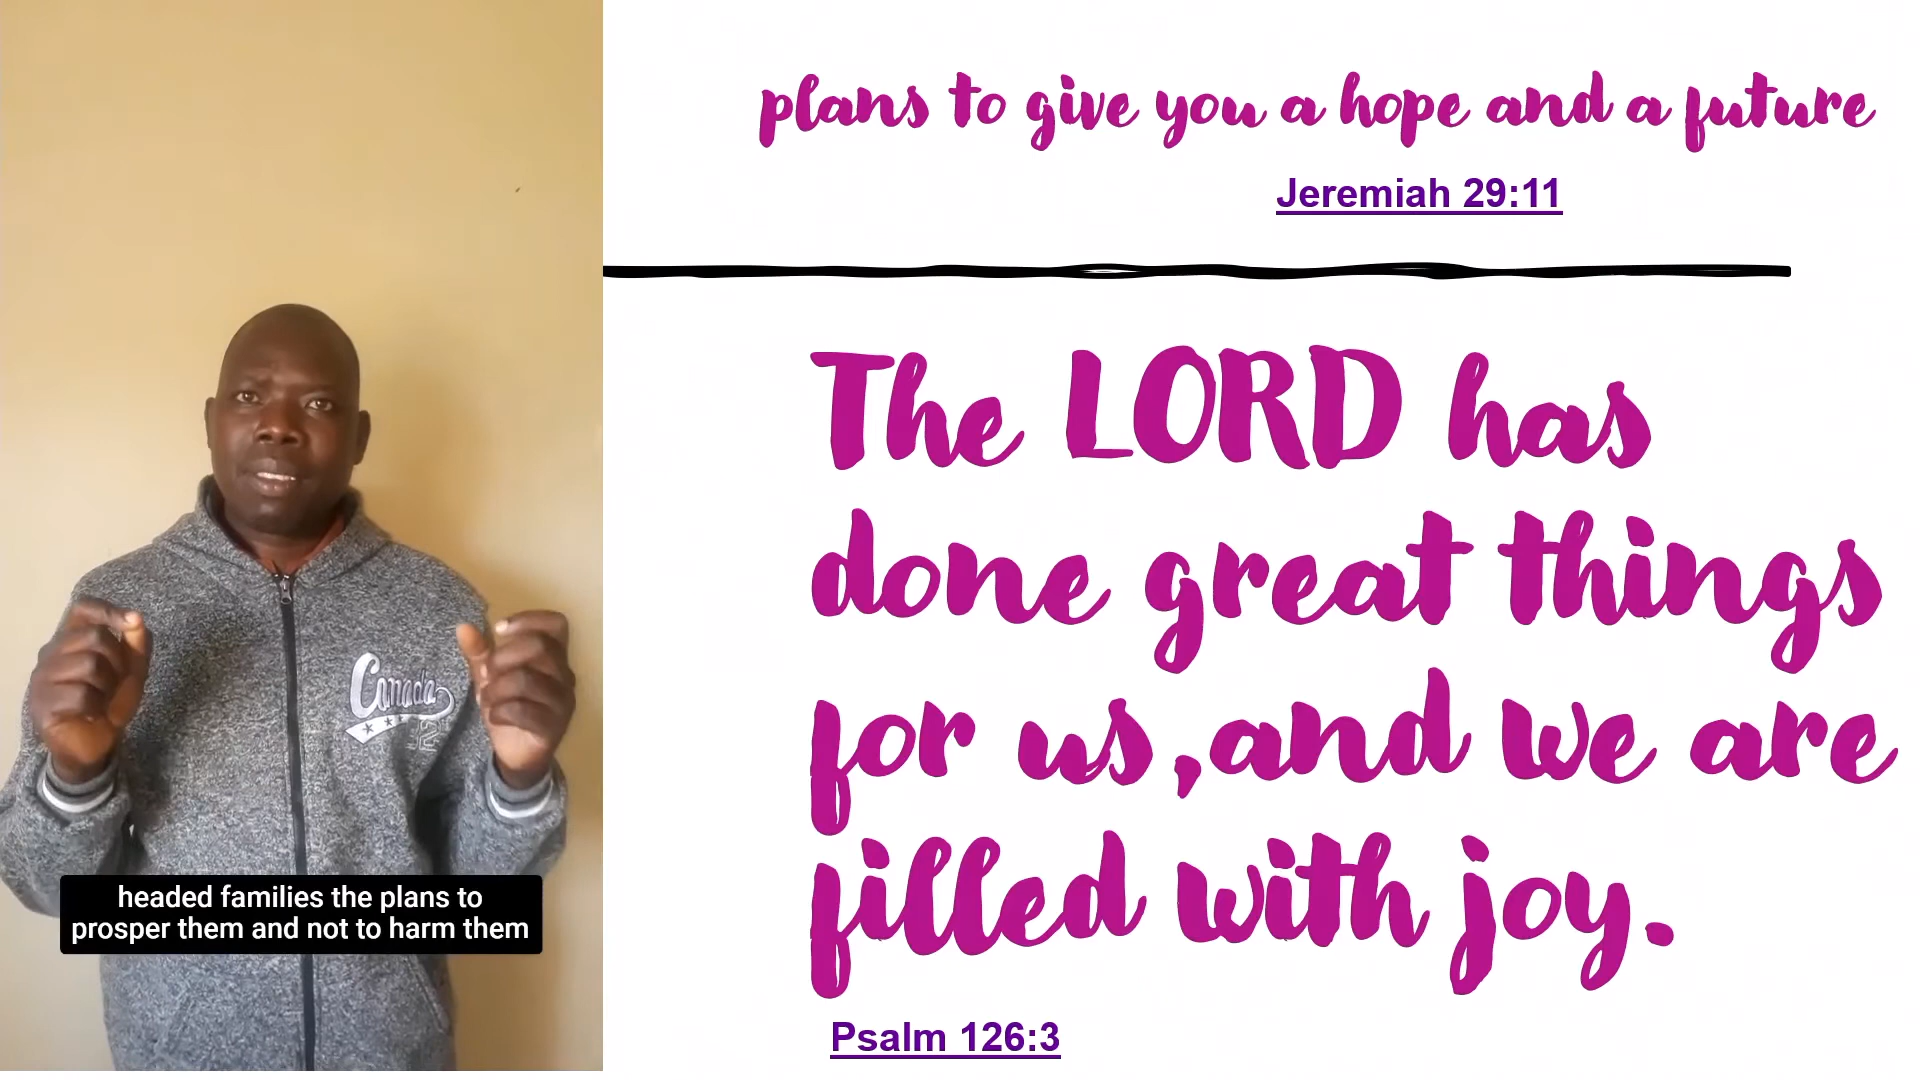 plans to give you a hope and a future
Jeremiah 29:11
The LORD has
done great things
for us,and we are
filled with joy.
Psalm 126:3
Canada
headed families the plans to
prosper them and not to harm them